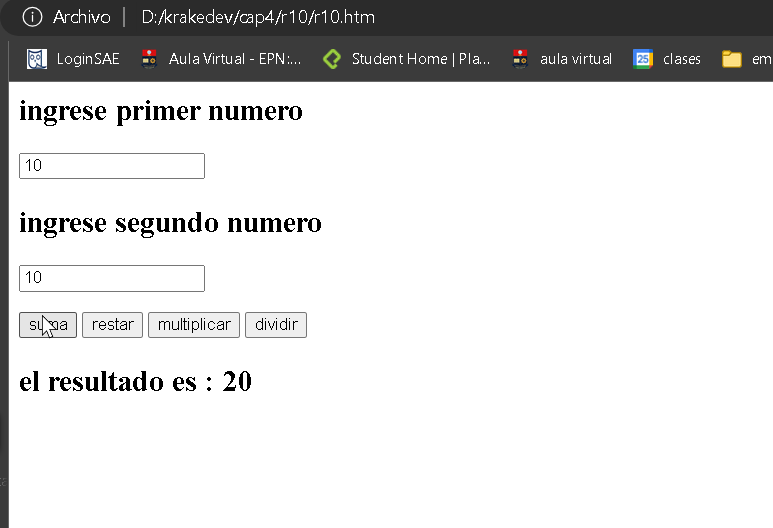 Archivo | D:/krakedev/cap4/r10/r10.htm
LoginSAE Aula Virtual - EPN:... Student Home | Pla... aula virtual 25 clases em
ingrese primer numero
10
ingrese segundo numero
10
suma restar multiplicar dividir
el resultado es : 20